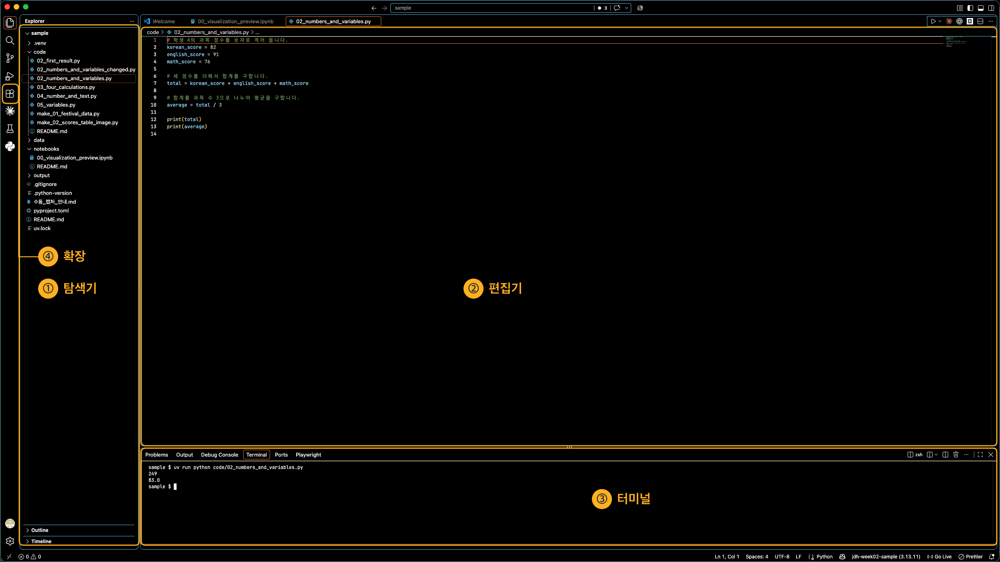 sample
3
Explorer
sample
.venv
code
02_first_result.py
02_numbers_and_variables_changed.py
02_numbers_and_variables.py
03_four_calculations.py
04_number_and_text.py
05_variables.py
make_01_festival_data.py
make_02_scores_table_image.py
README.md
data
notebooks
00_visualization_preview.ipynb
README.md
output
.gitignore
.python-version
수동_캡처_안내.md
pyproject.toml
README.md
uv.lock
④ 확장
① 탐색기
Outline
Timeline
Welcome 00_visualization_preview.ipynb 02_numbers_and_variables.py
code > 02_numbers_and_variables.py > ...
1 # 학생 A의 과목 점수를 숫자로 적어 둡니다.
2 korean_score = 82
3 english_score = 91
4 math_score = 76
5
6 # 세 점수를 더해서 합계를 구합니다.
7 total = korean_score + english_score + math_score
8
9 # 합계를 과목 수 3으로 나누어 평균을 구합니다.
10 average = total / 3
11
12 print(total)
13 print(average)
14
② 편집기
Problems Output Debug Console Terminal Ports Playwright zsh
sample $ uv run python code/02_numbers_and_variables.py
249
83.0
sample $
③ 터미널
0 0 Ln 1, Col 1 Spaces: 4 UTF-8 LF {} Python jdh-week02-sample (3.13.11) Go Live Prettier